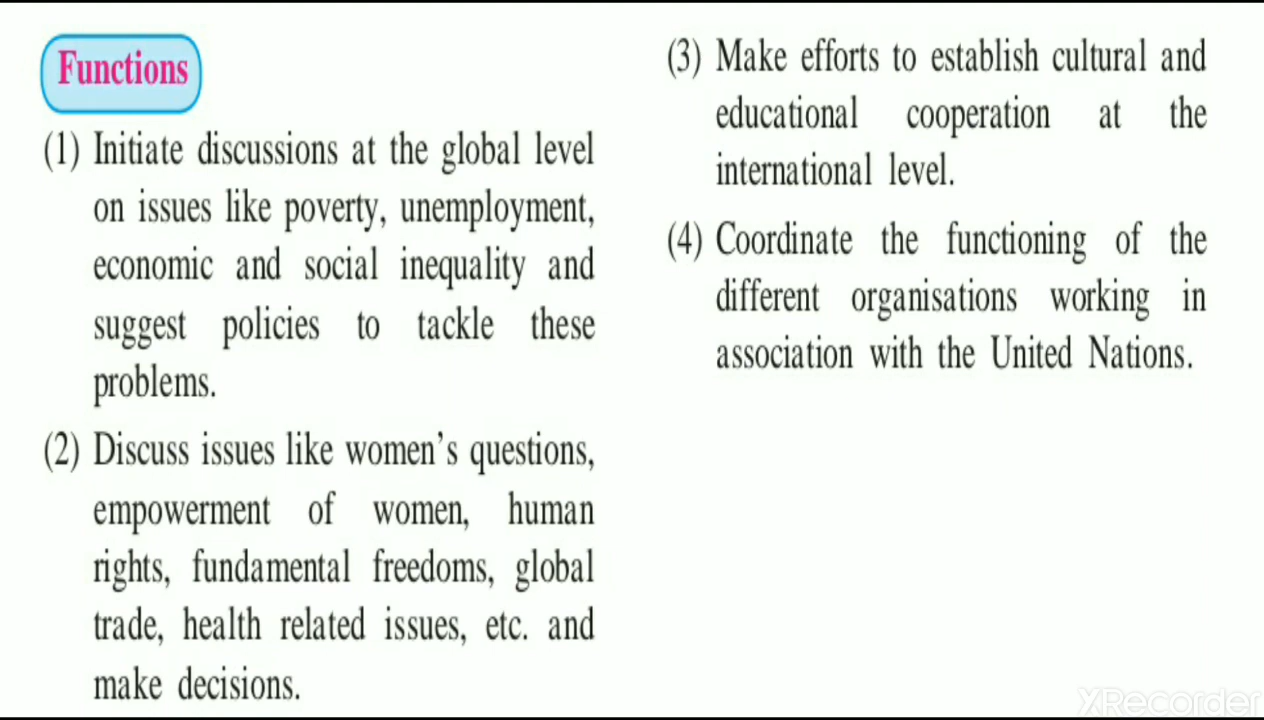 Functions
(1) Initiate discussions at the global level
on issues like poverty, unemployment,
economic and social inequality and
suggest policies to tackle these
problems.
(2) Discuss issues like women's questions,
empowerment of women, human
rights, fundamental freedoms, global
trade, health related issues, etc. and
make decisions.
(3) Make efforts to establish cultural and
educational cooperation at the
international level.
(4) Coordinate the functioning of the
different organisations working in
association with the United Nations.
XRecorder